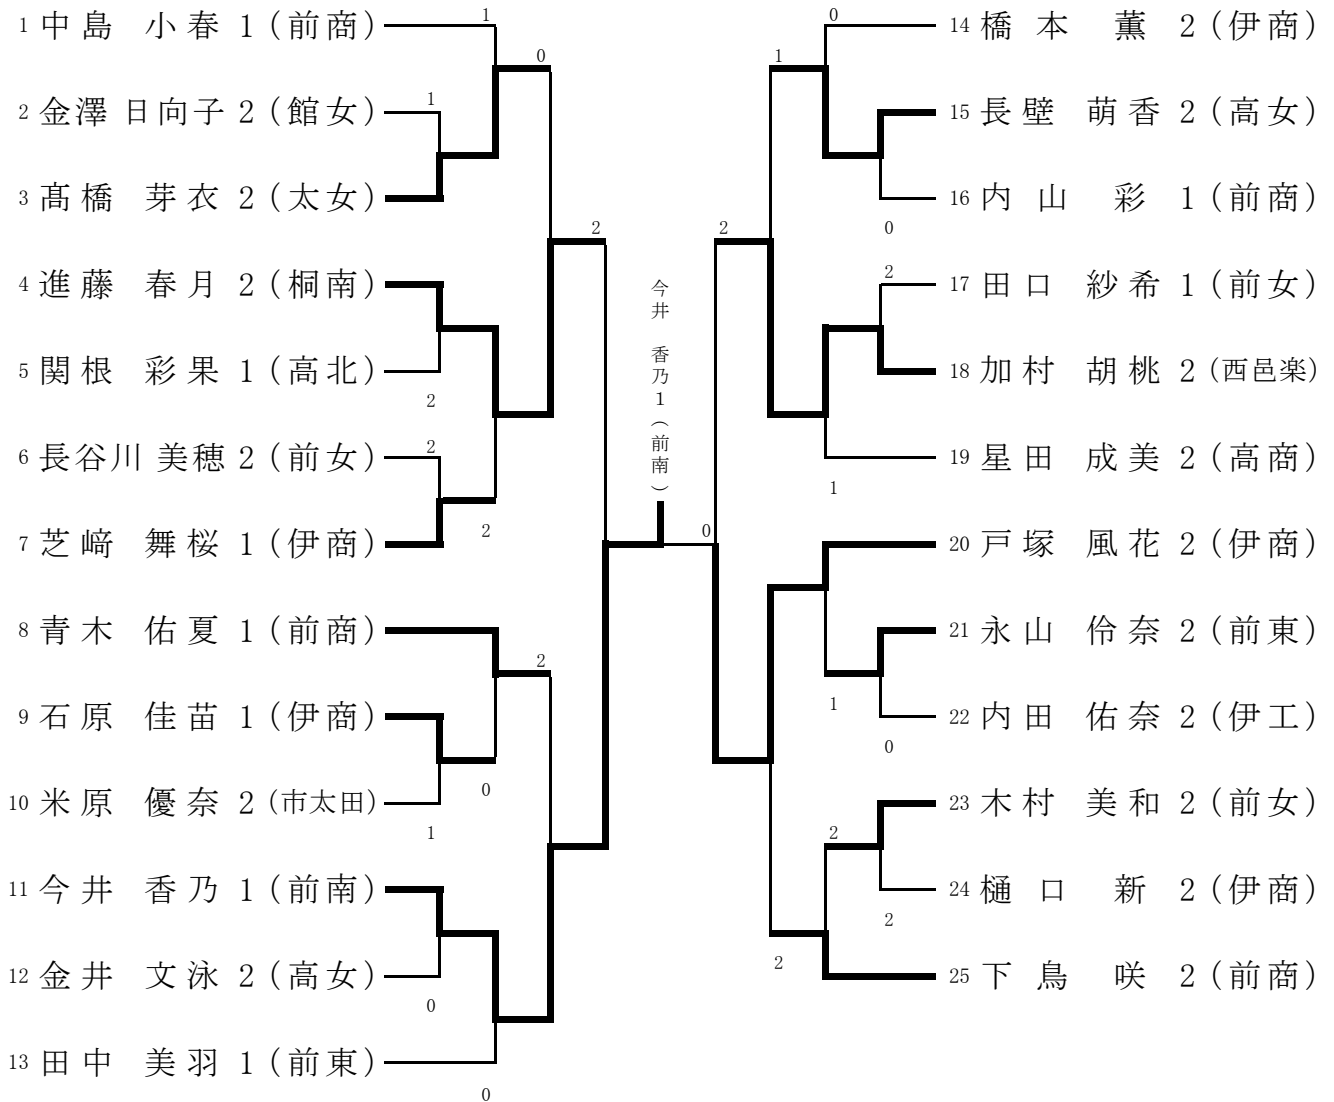 1 中島 小春 1 (前商)
2 金澤 日向子 2 (館女)
3 髙橋 芽衣 2 (太女)
4 進藤 春月 2 (桐南)
5 関根 彩果 1 (高北)
6 長谷川 美穂 2 (前女)
7 芝﨑 舞桜 1 (伊商)
8 青木 佑夏 1 (前商)
9 石原 佳苗 1 (伊商)
10 米原 優奈 2 (市太田)
11 今井 香乃 1 (前南)
12 金井 文泳 2 (高女)
13 田中 美羽 1 (前東)
1
0
1
2
2
2
2
2
0
1
0
0
今井 香乃1(前南)
0
0
1
0
2
2
1
1
0
2
2
2
14 橋本 薫 2 (伊商)
15 長壁 萌香 2 (高女)
16 内山 彩 1 (前商)
17 田口 紗希 1 (前女)
18 加村 胡桃 2 (西邑楽)
19 星田 成美 2 (高商)
20 戸塚 風花 2 (伊商)
21 永山 伶奈 2 (前東)
22 内田 佑奈 2 (伊工)
23 木村 美和 2 (前女)
24 樋口 新 2 (伊商)
25 下鳥 咲 2 (前商)